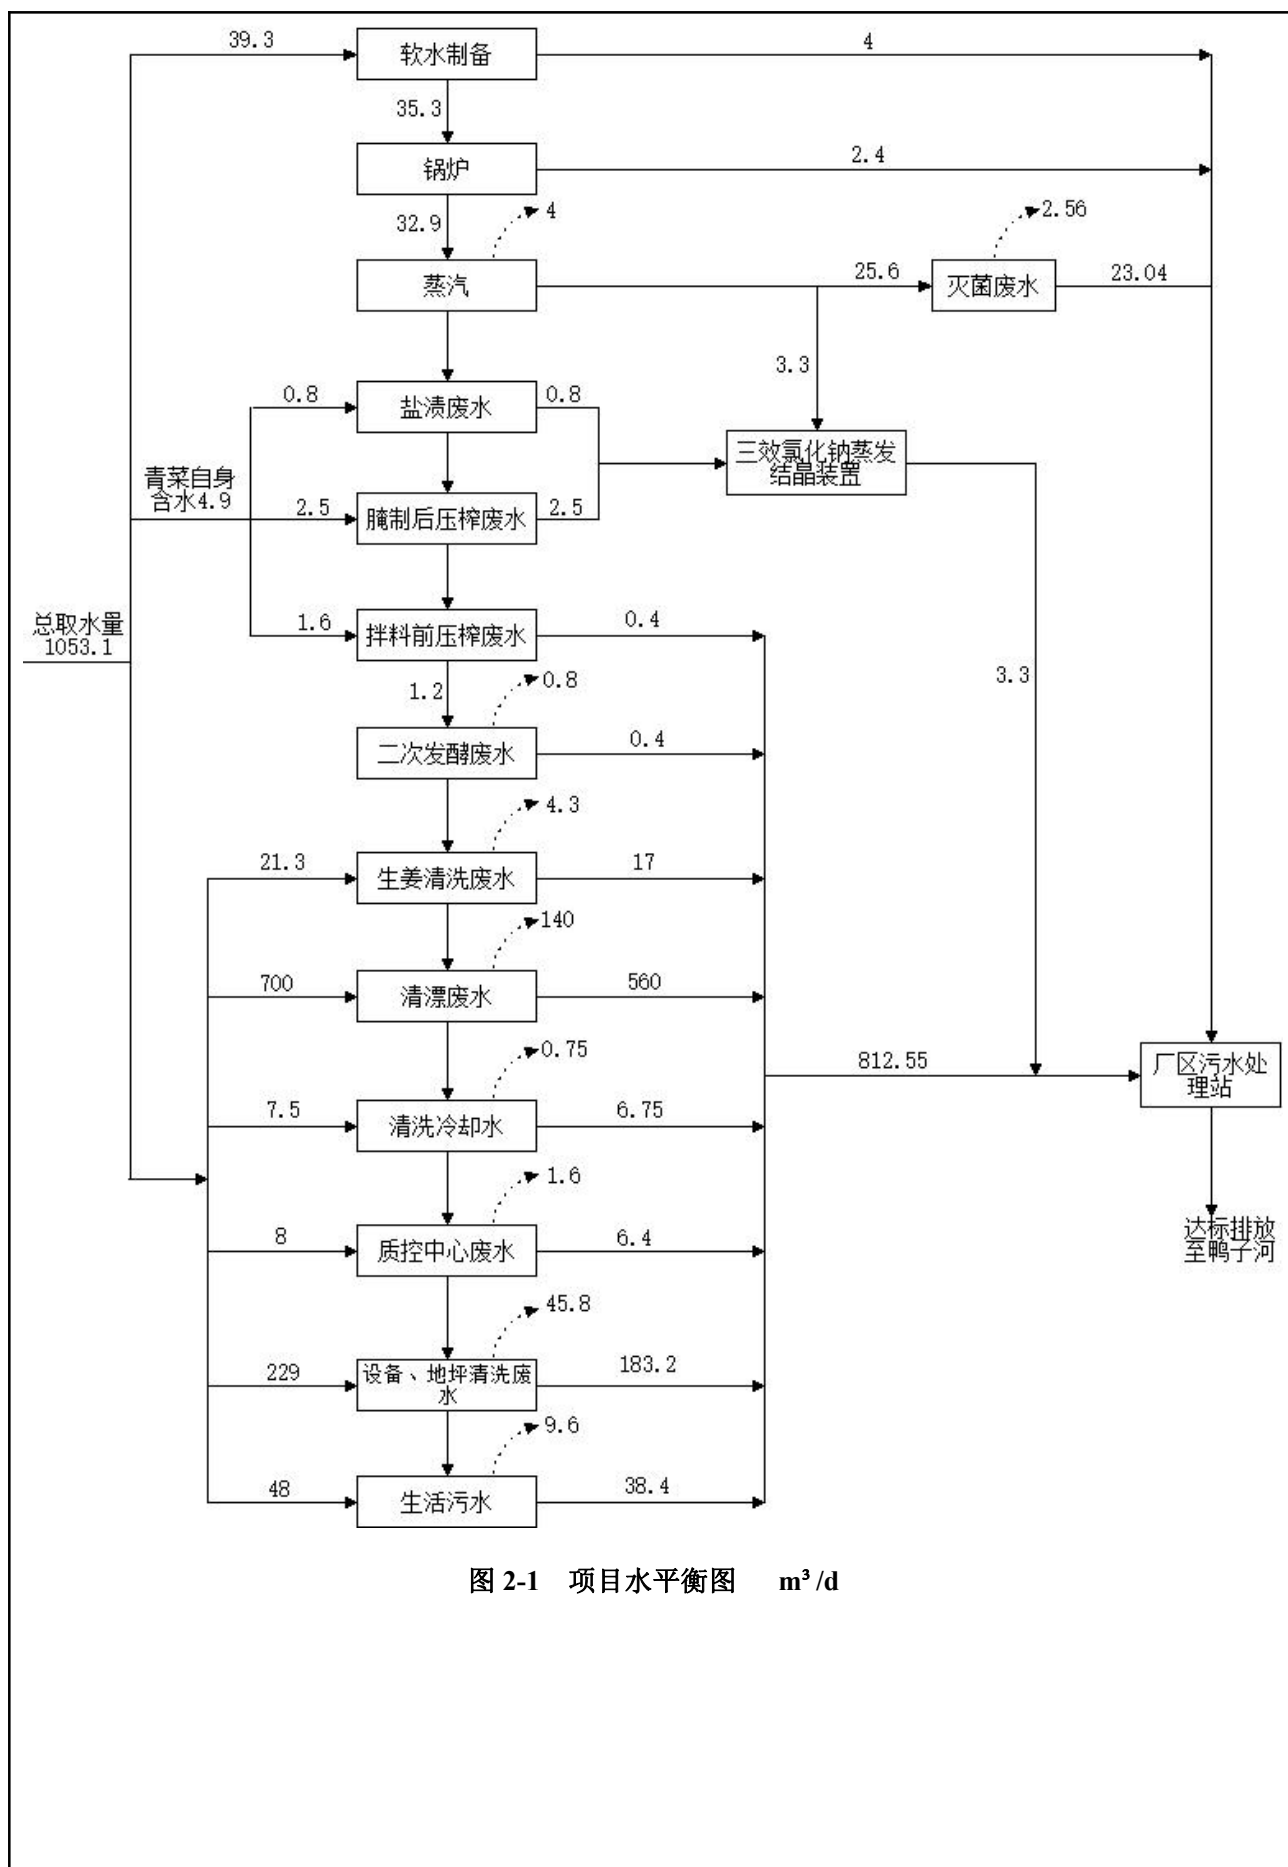 39.3
软水制备
4
35.3
锅炉
2.4
32.9
4
2.56
蒸汽
25.6
灭菌废水
23.04
3.3
0.8
盐渍废水
0.8
三效氯化钠蒸发
结晶装置
青菜自身
含水4.9
2.5
腌制后压榨废水
2.5
总取水量
1053.1
1.6
拌料前压榨废水
0.4
3.3
1.2
0.8
二次发酵废水
0.4
4.3
21.3
生姜清洗废水
17
140
700
清漂废水
560
0.75
812.55
厂区污水处
理站
7.5
清洗冷却水
6.75
1.6
8
质控中心废水
6.4
达标排放
至鸭子河
45.8
229
设备、地坪清洗废
水
183.2
9.6
48
生活污水
38.4
图 2-1 项目水平衡图 m³/d